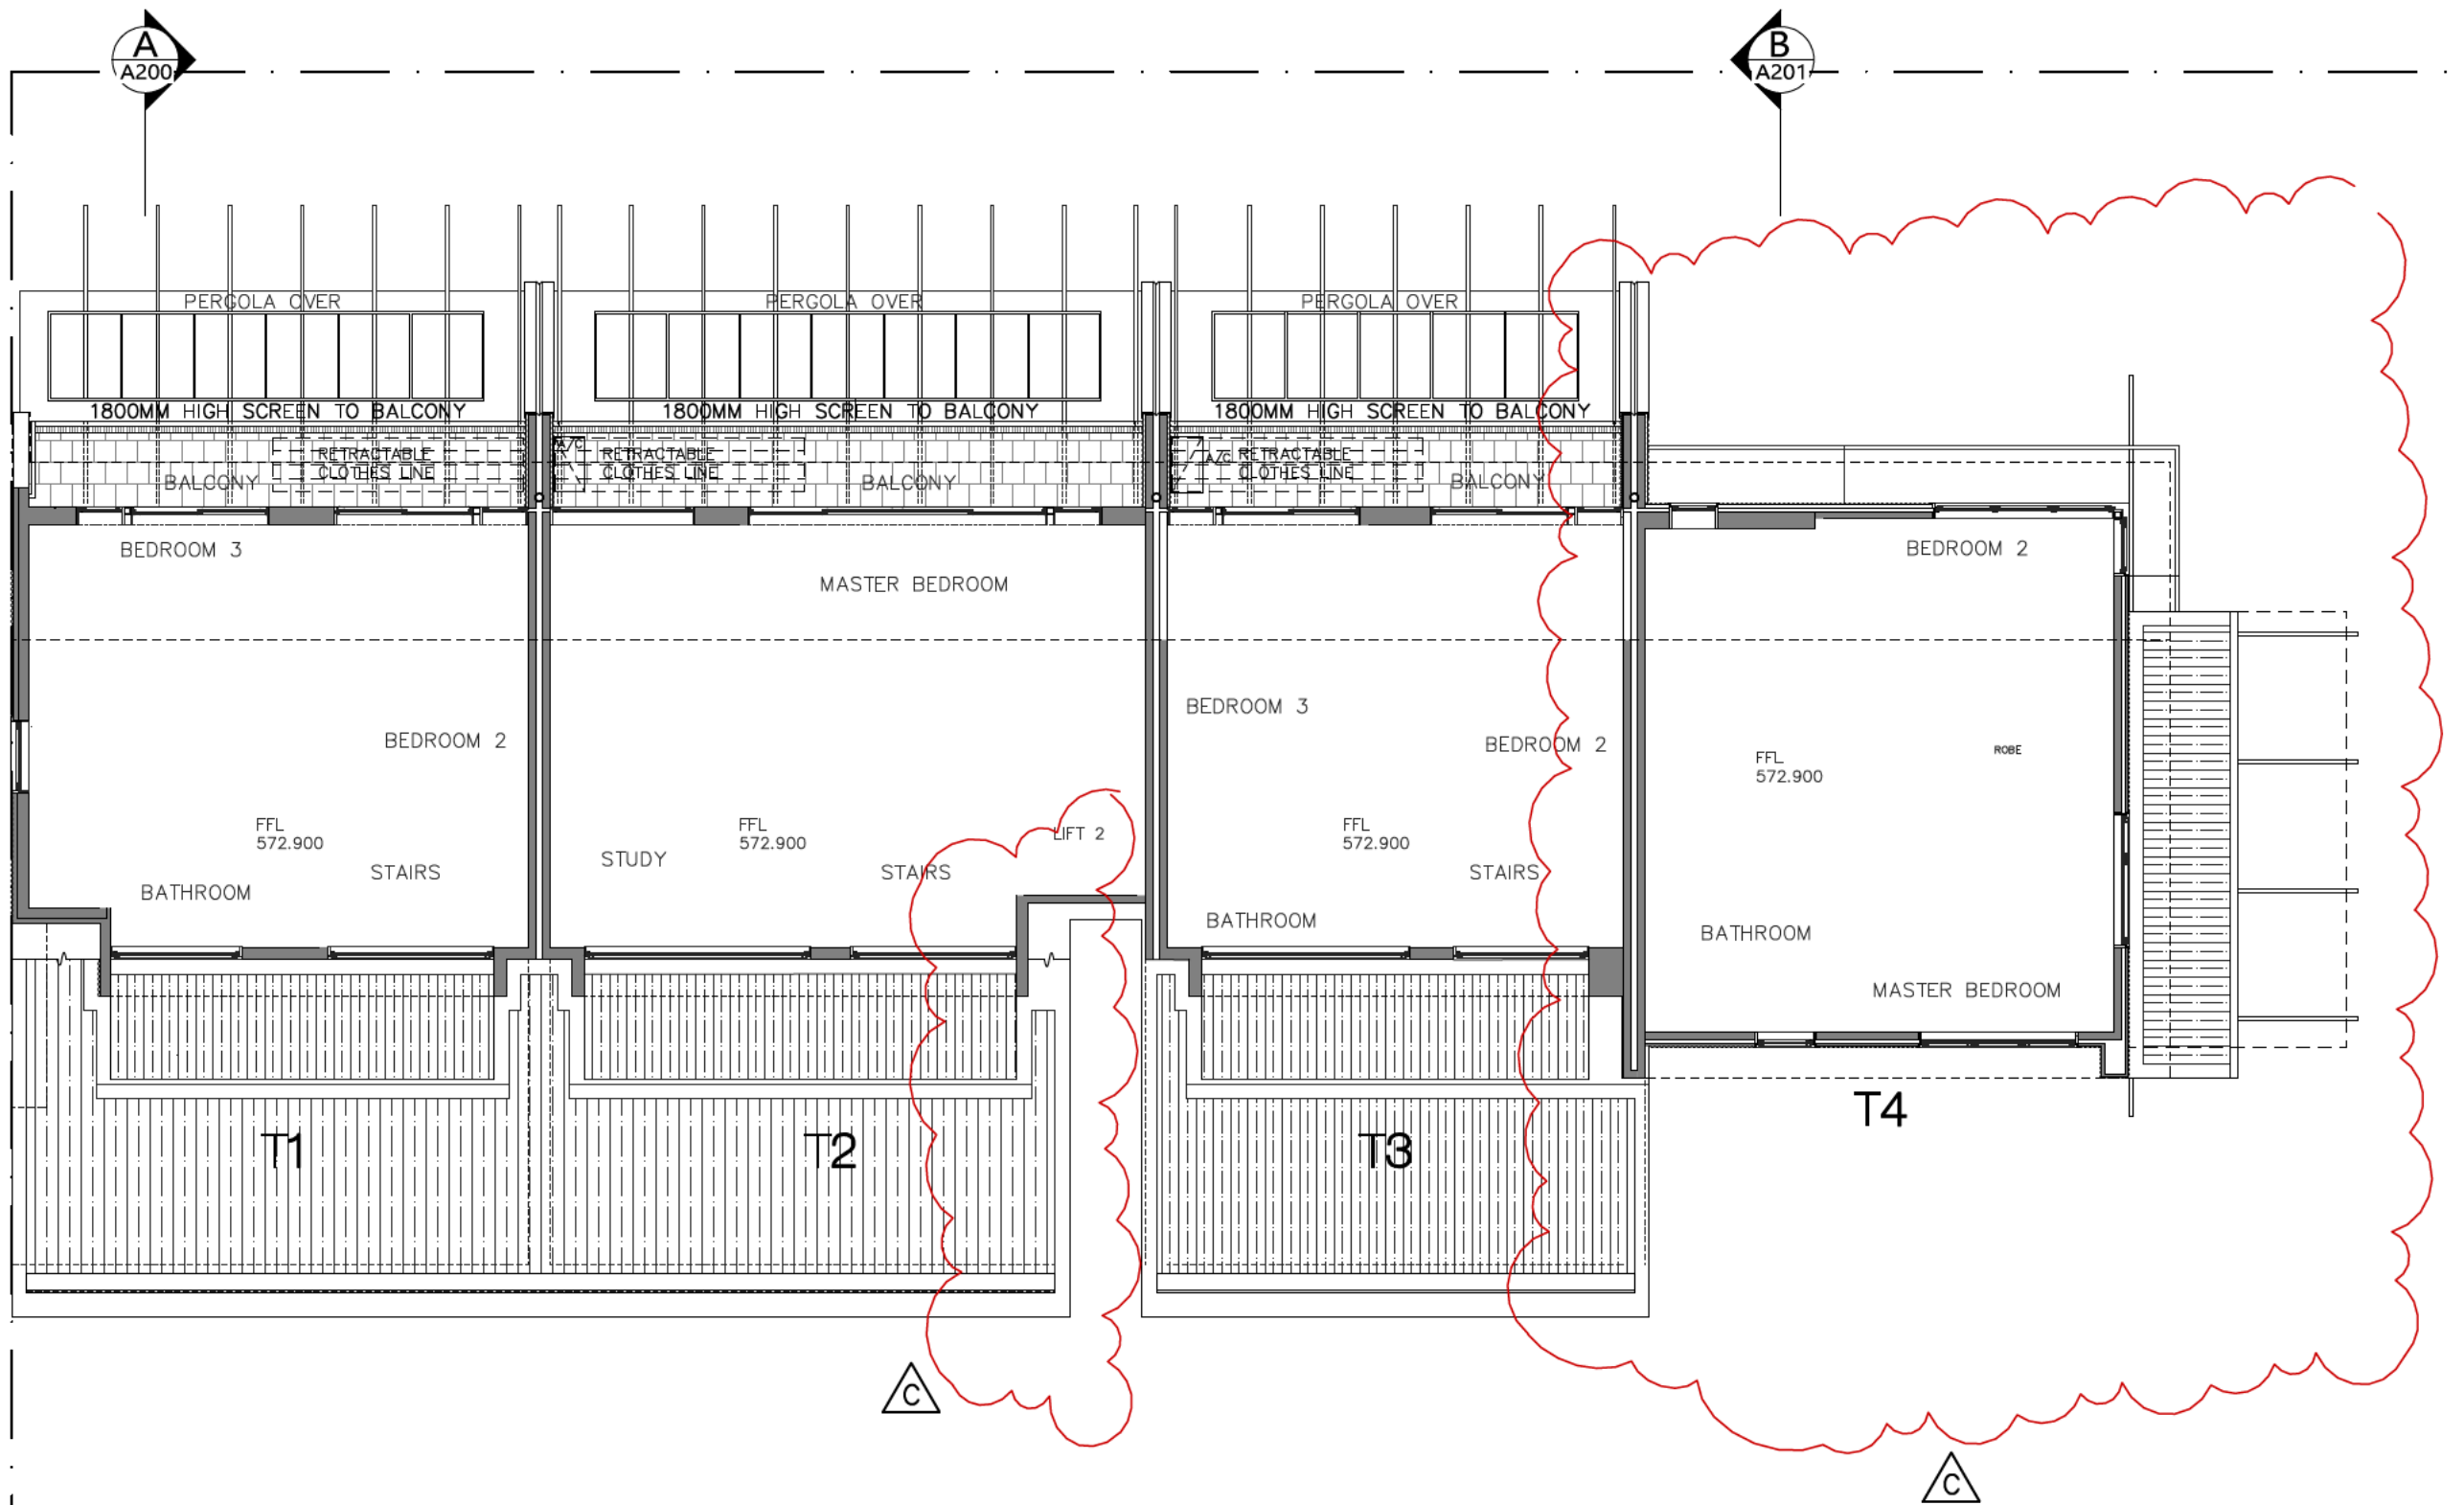 A
A200
B
A201
PERGOLA OVER
PERGOLA OVER
PERGOLA OVER
1800MM HIGH SCREEN TO BALCONY
1800MM HIGH SCREEN TO BALCONY
1800MM HIGH SCREEN TO BALCONY
RETRACTABLE
CLOTHES LINE
BALCONY
A/C
RETRACTABLE
CLOTHES LINE
BALCONY
A/C
RETRACTABLE
CLOTHES LINE
BALCONY
BEDROOM 3
MASTER BEDROOM
BEDROOM 2
BEDROOM 3
BEDROOM 2
BEDROOM 2
ROBE
FFL
572.900
FFL
572.900
FFL
572.900
FFL
572.900
LIFT 2
STUDY
STAIRS
STAIRS
STAIRS
BATHROOM
BATHROOM
BATHROOM
MASTER BEDROOM
T1
T2
T3
T4
C
C